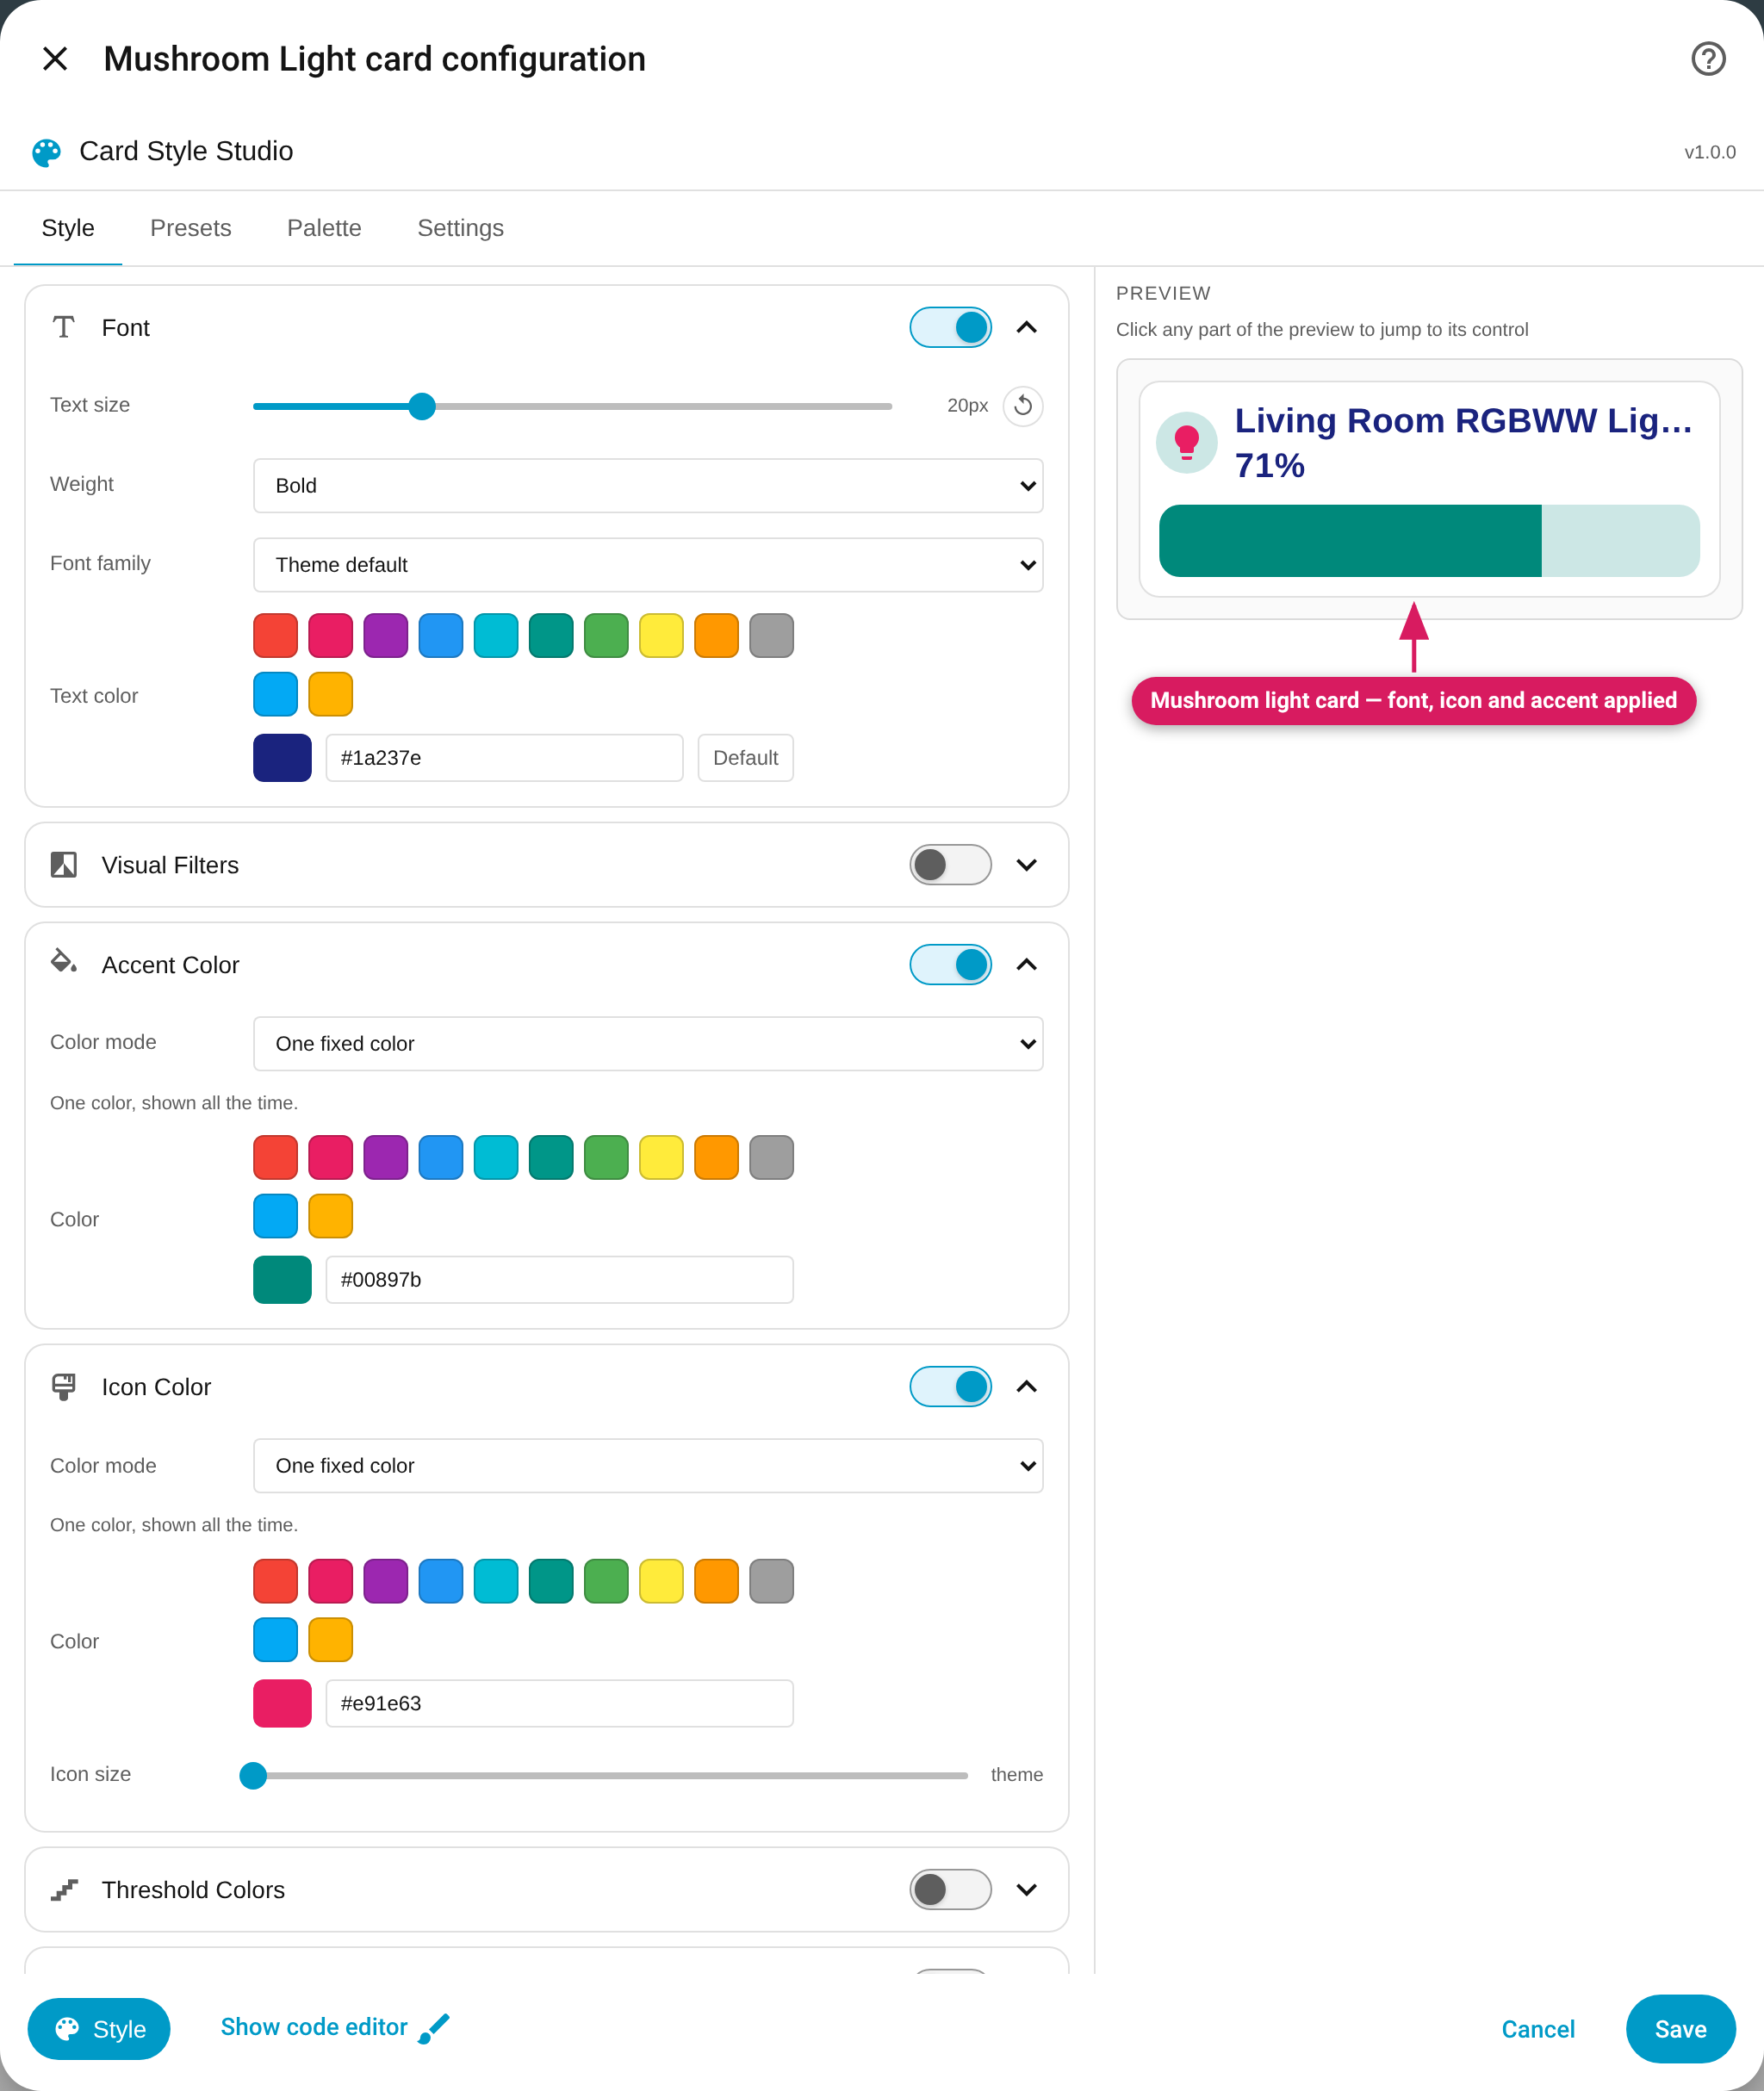 Mushroom Light card configuration
Card Style Studio
v1.0.0
Style Presets Palette Settings
Font
Text size
20px
Weight
Bold
Font family
Theme default
Text color
#1a237e
Default
Visual Filters
Accent Color
Color mode
One fixed color
One color, shown all the time.
Color
#00897b
Icon Color
Color mode
One fixed color
One color, shown all the time.
Color
#e91e63
Icon size
theme
Threshold Colors
PREVIEW
Click any part of the preview to jump to its control
Living Room RGBWW Lig...
71%
Mushroom light card — font, icon and accent applied
Style
Show code editor
Cancel
Save